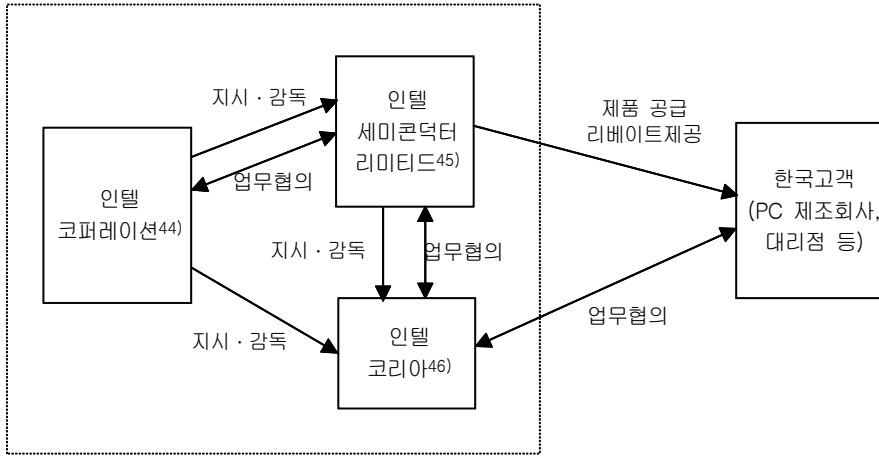 지시 · 감독
인텔
세미콘덕터
리미티드45)
제품 공급
리베이트제공
인텔
코퍼레이션44)
업무협의
한국고객
(PC 제조회사,
대리점 등)
지시 · 감독
업무협의
지시 · 감독
인텔
코리아46)
업무협의